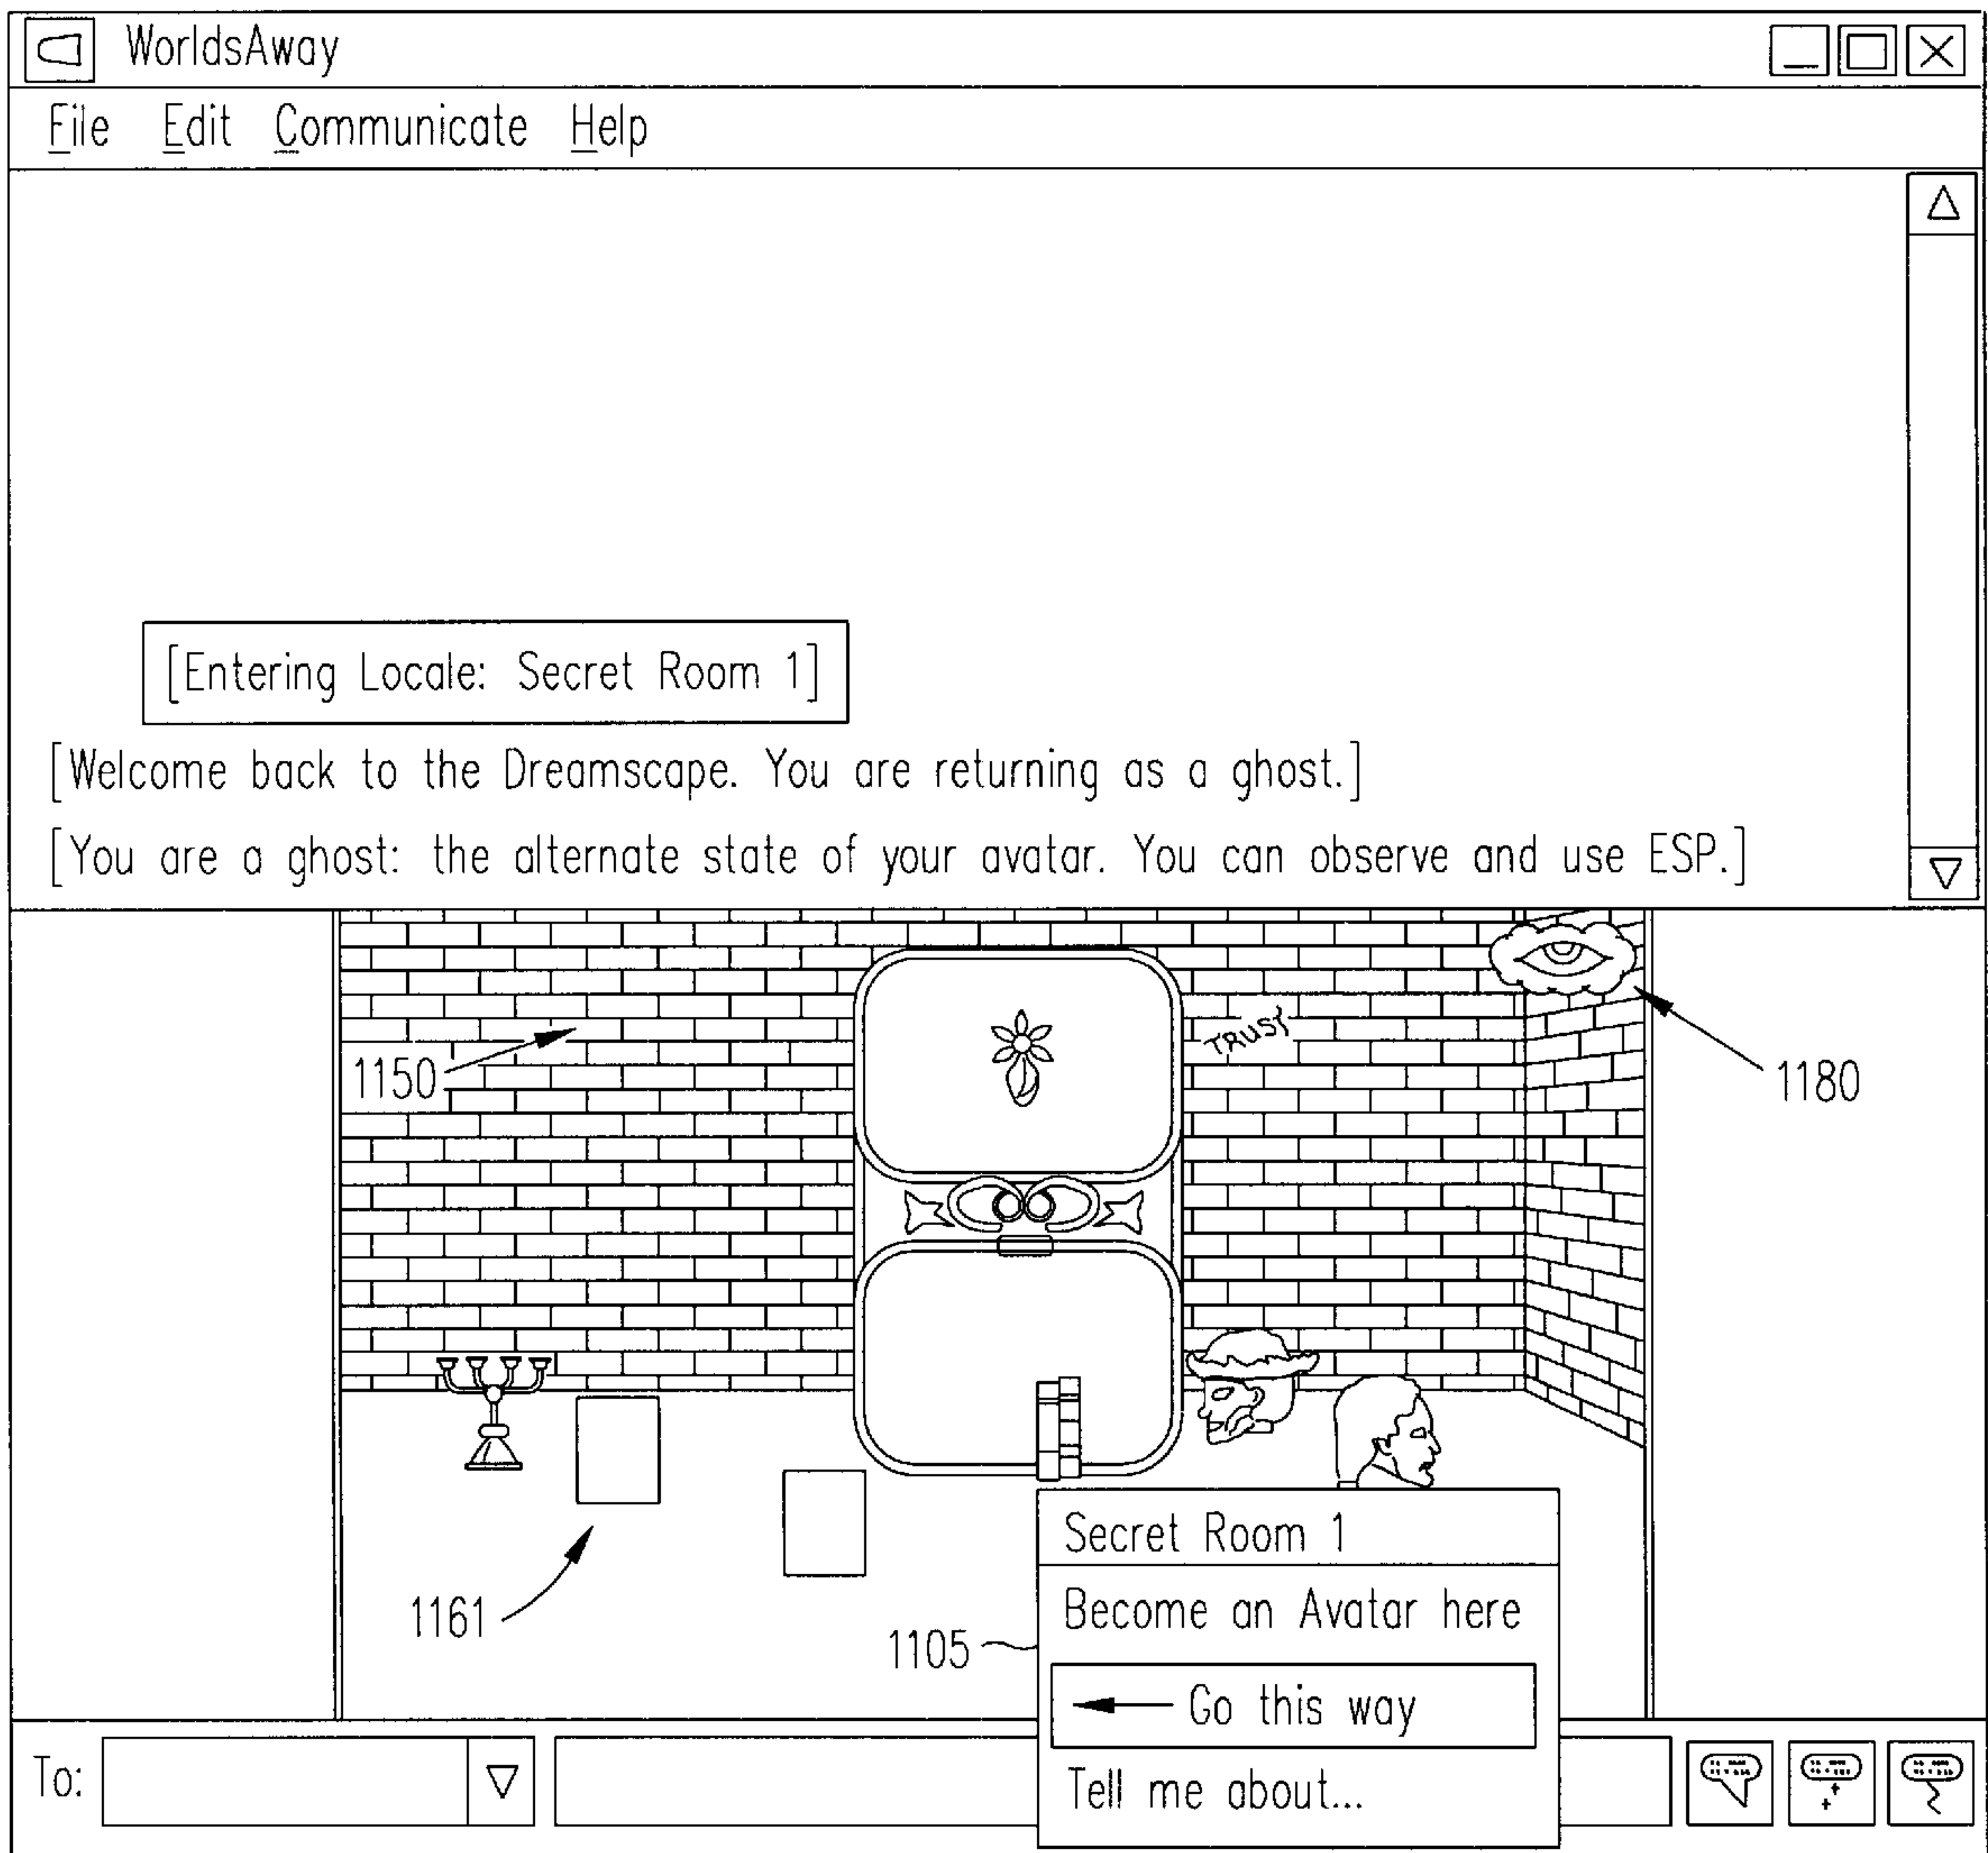 WorldsAway
File Edit Communicate Help
[Entering Locale: Secret Room 1]
[Welcome back to the Dreamscape. You are returning as a ghost.]
[You are a ghost: the alternate state of your avatar. You can observe and use ESP.]
TRUST
1150
1180
1161
1105
Secret Room 1
Become an Avatar here
Go this way
Tell me about...
To: